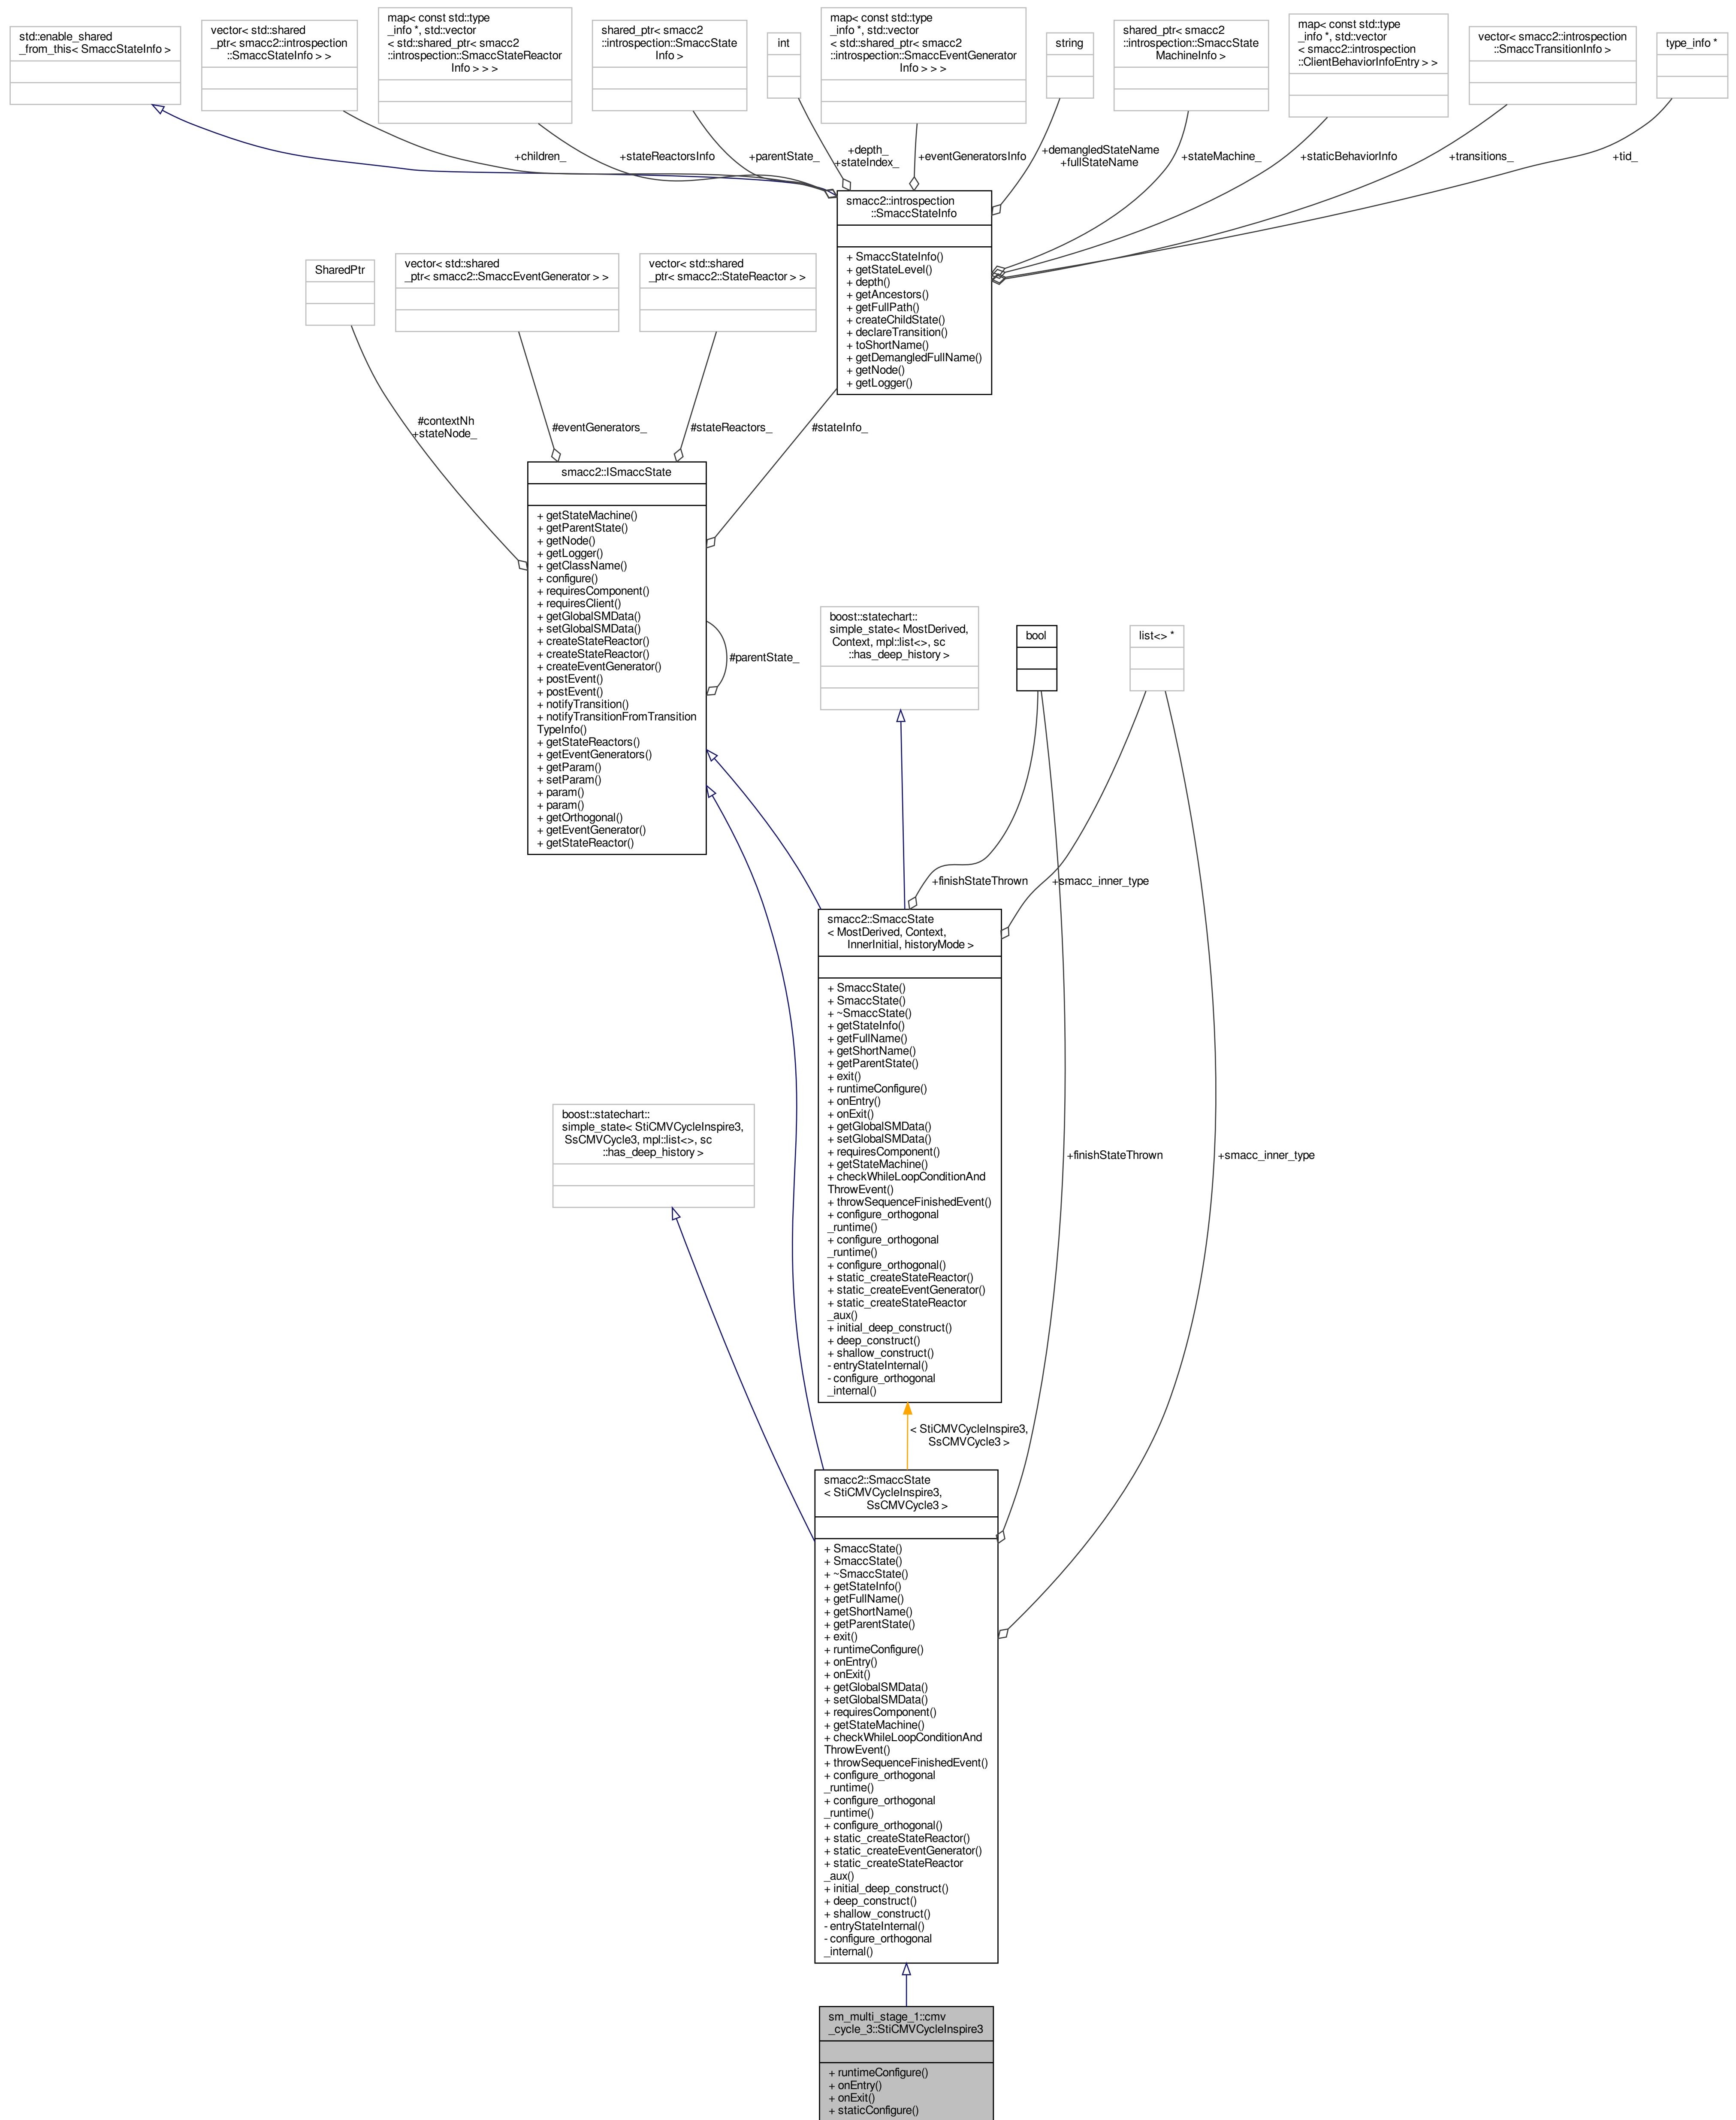 std::enable_shared
_from_this< SmaccStateInfo >
vector< std::shared
_ptr< smacc2::introspection
::SmaccStateInfo > >
map< const std::type
_info *, std::vector
< std::shared_ptr< smacc2
::introspection::SmaccStateReactor
Info > > >
shared_ptr< smacc2
::introspection::SmaccState
Info >
int
map< const std::type
_info *, std::vector
< std::shared_ptr< smacc2
::introspection::SmaccEventGenerator
Info > > >
string
shared_ptr< smacc2
::introspection::SmaccState
MachineInfo >
map< const std::type
_info *, std::vector
< smacc2::introspection
::ClientBehaviorInfoEntry > >
vector< smacc2::introspection
::SmaccTransitionInfo >
type_info *
+children_
+stateReactorsInfo
+parentState_
+depth_
+stateIndex_
+eventGeneratorsInfo
+demangledStateName
+fullStateName
+stateMachine_
+staticBehaviorInfo
+transitions_
+tid_
smacc2::introspection
::SmaccStateInfo
+ SmaccStateInfo()
+ getStateLevel()
+ depth()
+ getAncestors()
+ getFullPath()
+ createChildState()
+ declareTransition()
+ toShortName()
+ getDemangledFullName()
+ getNode()
+ getLogger()
SharedPtr
vector< std::shared
_ptr< smacc2::SmaccEventGenerator > >
vector< std::shared
_ptr< smacc2::StateReactor > >
#contextNh
+stateNode_
#eventGenerators_
#stateReactors_
#stateInfo_
smacc2::ISmaccState
+ getStateMachine()
+ getParentState()
+ getNode()
+ getLogger()
+ getClassName()
+ configure()
+ requiresComponent()
+ requiresClient()
+ getGlobalSMData()
+ setGlobalSMData()
+ createStateReactor()
+ createStateReactor()
+ createEventGenerator()
+ postEvent()
+ postEvent()
+ notifyTransition()
+ notifyTransitionFromTransition
TypeInfo()
+ getStateReactors()
+ getEventGenerators()
+ getParam()
+ setParam()
+ param()
+ param()
+ getOrthogonal()
+ getEventGenerator()
+ getStateReactor()
#parentState_
boost::statechart::
simple_state< MostDerived,
Context, mpl::list<>, sc
::has_deep_history >
bool
list<> *
+finishStateThrown
+smacc_inner_type
smacc2::SmaccState
< MostDerived, Context,
InnerInitial, historyMode >
+ SmaccState()
+ SmaccState()
+ ~SmaccState()
+ getStateInfo()
+ getFullName()
+ getShortName()
+ getParentState()
+ exit()
+ runtimeConfigure()
+ onEntry()
+ onExit()
+ getGlobalSMData()
+ setGlobalSMData()
+ requiresComponent()
+ getStateMachine()
+ checkWhileLoopConditionAnd
ThrowEvent()
+ throwSequenceFinishedEvent()
+ configure_orthogonal
_runtime()
+ configure_orthogonal
_runtime()
+ configure_orthogonal()
+ static_createStateReactor()
+ static_createEventGenerator()
+ static_createStateReactor
_aux()
+ initial_deep_construct()
+ deep_construct()
+ shallow_construct()
- entryStateInternal()
- configure_orthogonal
_internal()
boost::statechart::
simple_state< StiCMVCycleInspire3,
SsCMVCycle3, mpl::list<>, sc
::has_deep_history >
+finishStateThrown
+smacc_inner_type
< StiCMVCycleInspire3,
SsCMVCycle3 >
smacc2::SmaccState
< StiCMVCycleInspire3,
SsCMVCycle3 >
+ SmaccState()
+ SmaccState()
+ ~SmaccState()
+ getStateInfo()
+ getFullName()
+ getShortName()
+ getParentState()
+ exit()
+ runtimeConfigure()
+ onEntry()
+ onExit()
+ getGlobalSMData()
+ setGlobalSMData()
+ requiresComponent()
+ getStateMachine()
+ checkWhileLoopConditionAnd
ThrowEvent()
+ throwSequenceFinishedEvent()
+ configure_orthogonal
_runtime()
+ configure_orthogonal
_runtime()
+ configure_orthogonal()
+ static_createStateReactor()
+ static_createEventGenerator()
+ static_createStateReactor
_aux()
+ initial_deep_construct()
+ deep_construct()
+ shallow_construct()
- entryStateInternal()
- configure_orthogonal
_internal()
sm_multi_stage_1::cmv
_cycle_3::StiCMVCycleInspire3
+ runtimeConfigure()
+ onEntry()
+ onExit()
+ staticConfigure()